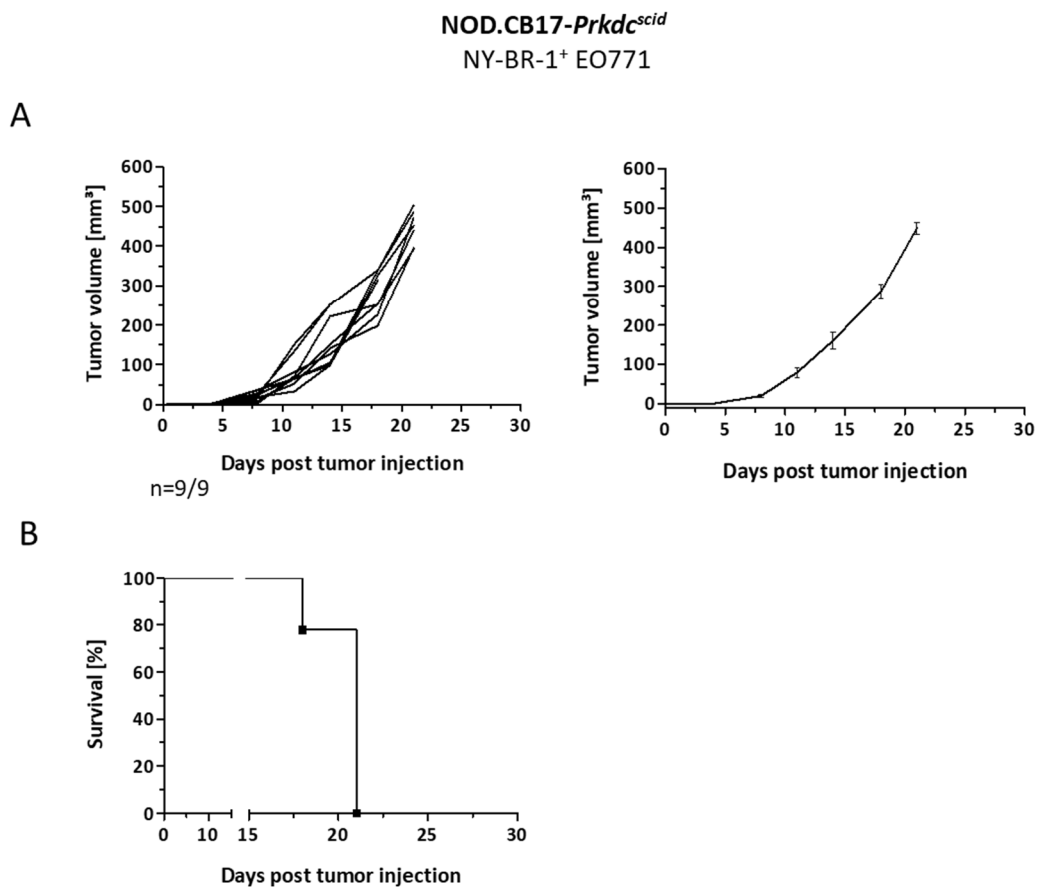 NOD.CB17-Prkdcscid
NY-BR-1+ EO771
A
Tumor volume [mm³]
600
500
400
300
200
100
0
0 5 10 15 20 25 30
Days post tumor injection
n=9/9
Tumor volume [mm³]
600
500
400
300
200
100
0
0 5 10 15 20 25 30
Days post tumor injection
B
Survival [%]
100
80
60
40
20
0
0 10 15 20 25 30
Days post tumor injection